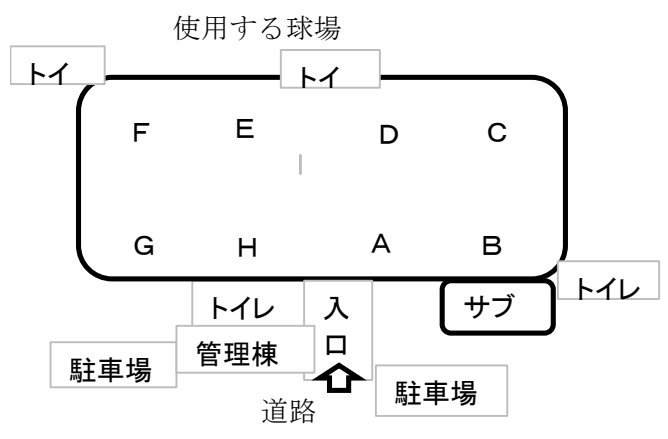 使用する球場
トイ
トイ
F E D C
G H A B
トイレ
トイレ
入
口
サブ
管理棟
駐車場
駐車場
道路